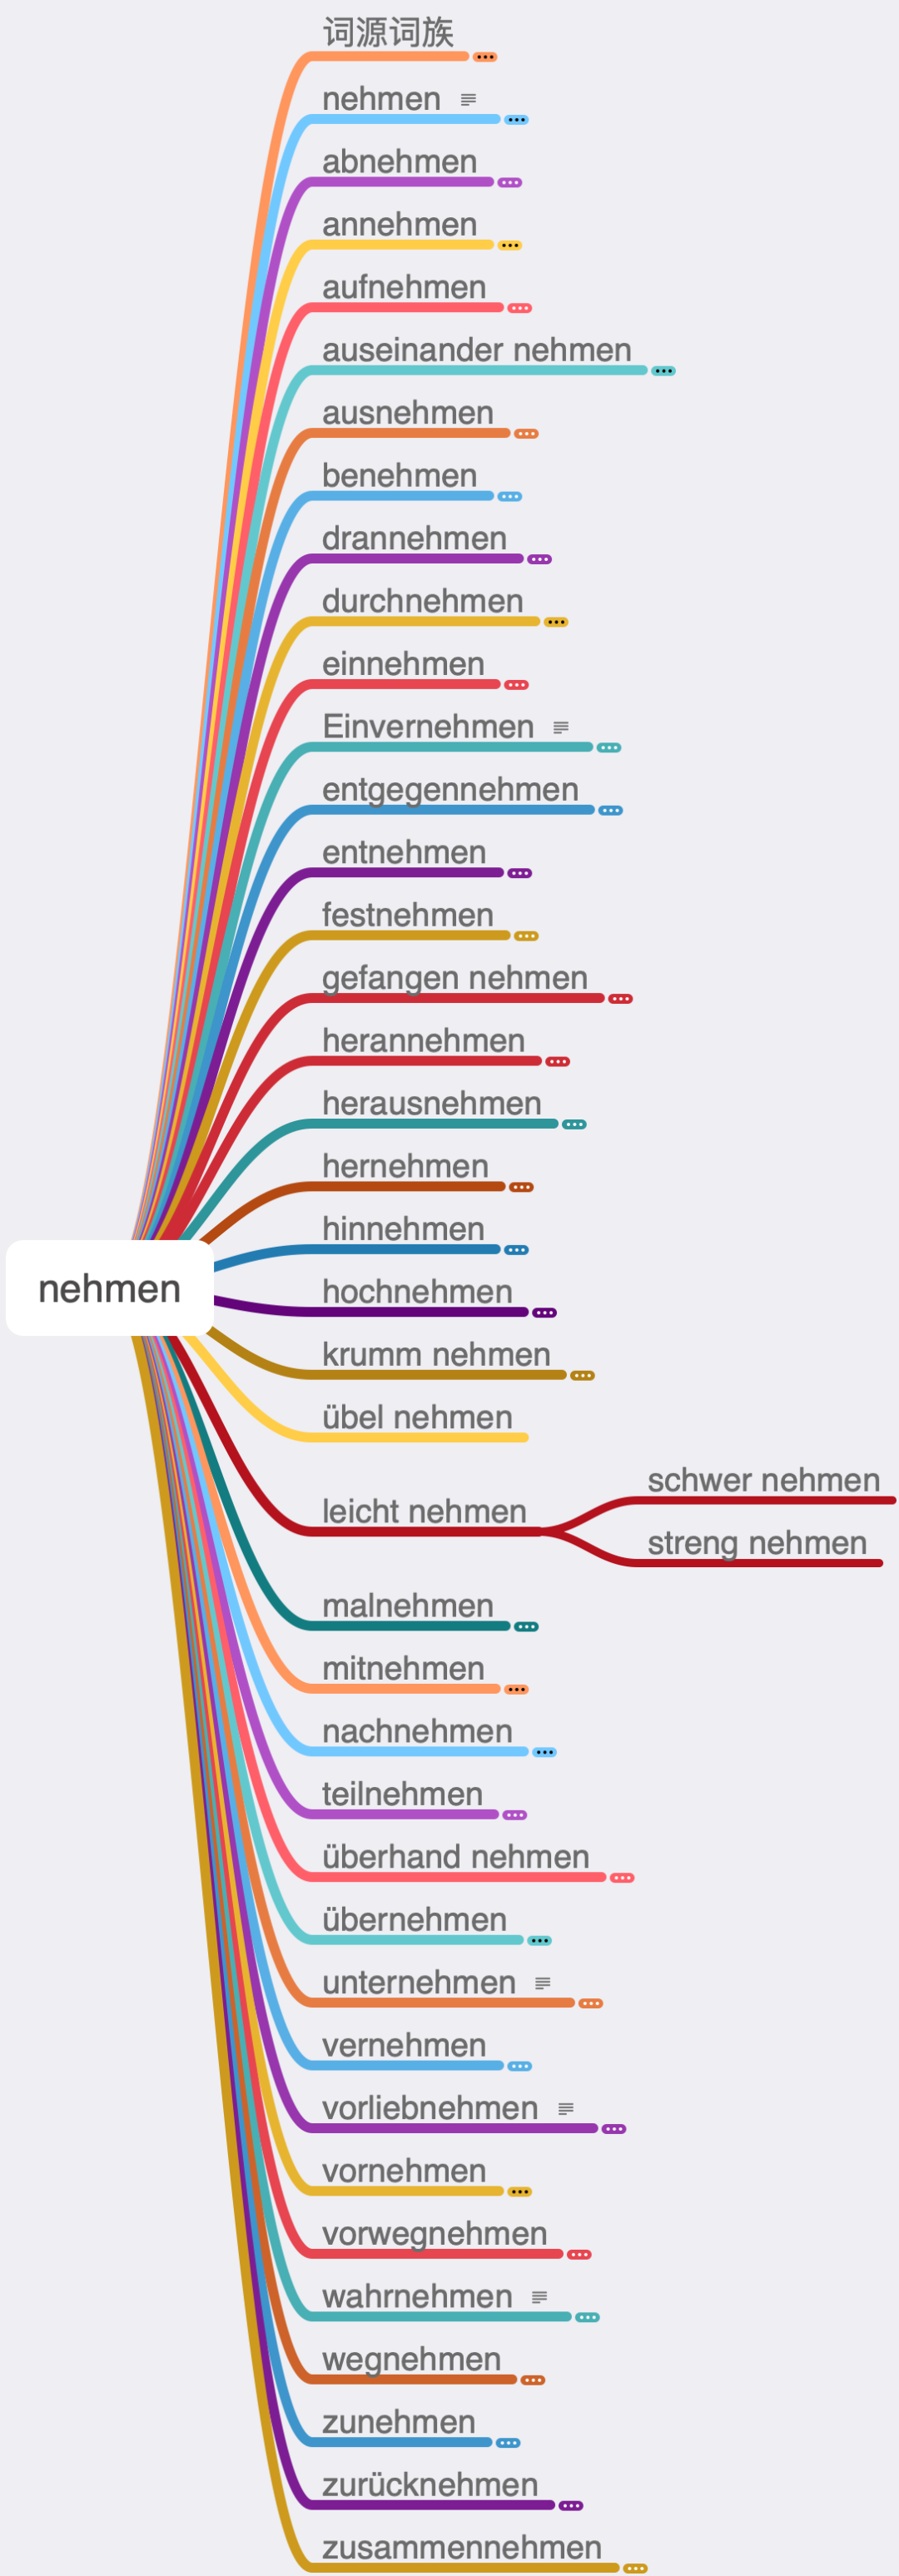 词源词族
nehmen
abnehmen
annehmen
aufnehmen
auseinander nehmen
ausnehmen
benehmen
drannehmen
durchnehmen
einnehmen
Einvernehmen
entgegennehmen
entnehmen
festnehmen
gefangen nehmen
herannehmen
herausnehmen
hernehmen
hinnehmen
nehmen
hochnehmen
krumm nehmen
übel nehmen
leicht nehmen
schwer nehmen
streng nehmen
malnehmen
mitnehmen
nachnehmen
teilnehmen
überhand nehmen
übernehmen
unternehmen
vernehmen
vorliebnehmen
vornehmen
vorwegnehmen
wahrnehmen
wegnehmen
zunehmen
zurücknehmen
zusammennehmen